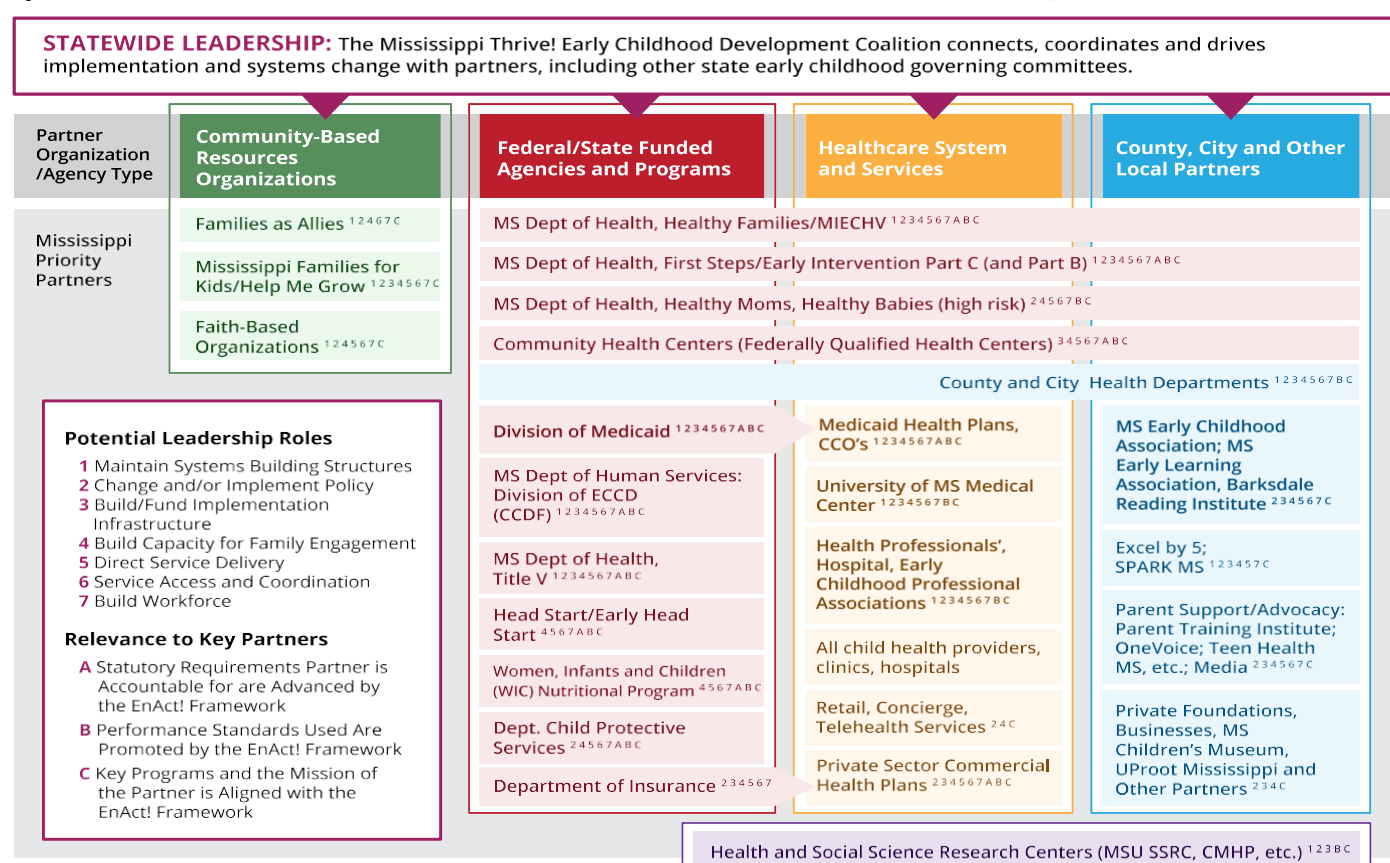 STATEWIDE LEADERSHIP: The Mississippi Thrive! Early Childhood Development Coalition connects, coordinates and drives
implementation and systems change with partners, including other state early childhood governing committees.
Partner
Organization
/Agency Type
Community-Based
Resources
Organizations
Federal/State Funded
Agencies and Programs
Healthcare System
and Services
County, City and Other
Local Partners
Mississippi
Priority
Partners
Families as Allies 1 2 4 6 7 C
Mississippi Families for
Kids/Help Me Grow 1 2 3 4 5 6 7 C
Faith-Based
Organizations 1 2 4 5 6 7 C
MS Dept of Health, Healthy Families/MIECHV 1 2 3 4 5 6 7 A B C
MS Dept of Health, First Steps/Early Intervention Part C (and Part B) 1 2 3 4 5 6 7 A B C
MS Dept of Health, Healthy Moms, Healthy Babies (high risk) 2 4 5 6 7 B C
Community Health Centers (Federally Qualified Health Centers) 3 4 5 6 7 A B C
County and City Health Departments 1 2 3 4 5 6 7 B C
Division of Medicaid 1 2 3 4 5 6 7 A B C
MS Dept of Human Services:
Division of ECCD
(CCDF) 1 2 3 4 5 6 7 A B C
MS Dept of Health,
Title V 1 2 3 4 5 6 7 A B C
Head Start/Early Head
Start 4 5 6 7 A B C
Women, Infants and Children
(WIC) Nutritional Program 4 5 6 7 A B C
Dept. Child Protective
Services 2 4 5 6 7 A B C
Department of Insurance 2 3 4 5 6 7
Medicaid Health Plans,
CCO's 1 2 3 4 5 6 7 A B C
University of MS Medical
Center 1 2 3 4 5 6 7 B C
Health Professionals',
Hospital, Early
Childhood Professional
Associations 1 2 3 4 5 6 7 B C
All child health providers,
clinics, hospitals
Retail, Concierge,
Telehealth Services 2 4 C
Private Sector Commercial
Health Plans 2 3 4 5 6 7 A B C
MS Early Childhood
Association; MS
Early Learning
Association, Barksdale
Reading Institute 2 3 4 5 6 7 C
Excel by 5;
SPARK MS 1 2 3 4 5 7 C
Parent Support/Advocacy:
Parent Training Institute;
OneVoice; Teen Health
MS, etc.; Media 2 3 4 5 6 7 C
Private Foundations,
Businesses, MS
Children's Museum,
UProot Mississippi and
Other Partners 2 3 4 C
Potential Leadership Roles
1 Maintain Systems Building Structures
2 Change and/or Implement Policy
3 Build/Fund Implementation
Infrastructure
4 Build Capacity for Family Engagement
5 Direct Service Delivery
6 Service Access and Coordination
7 Build Workforce
Relevance to Key Partners
A Statutory Requirements Partner is
Accountable for are Advanced by
the EnAct! Framework
B Performance Standards Used Are
Promoted by the EnAct! Framework
C Key Programs and the Mission of
the Partner is Aligned with the
EnAct! Framework
Health and Social Science Research Centers (MSU SSRC, CMHP, etc.) 1 2 3 B C